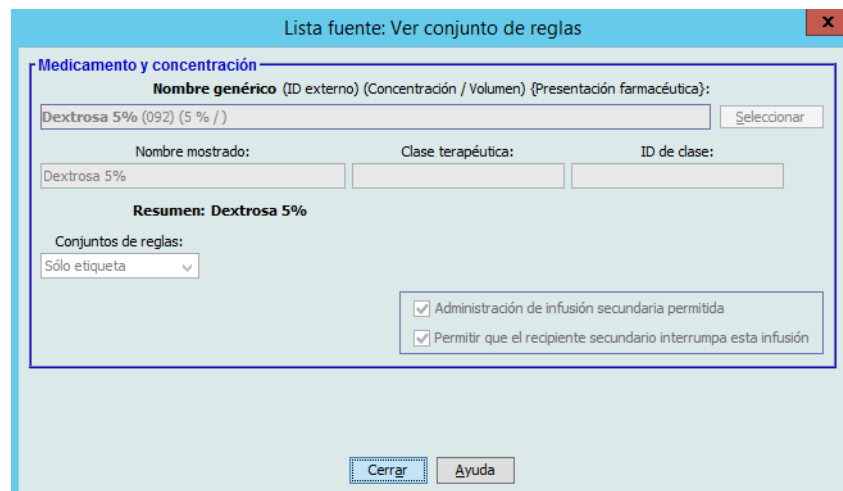 Lista fuente: Ver conjunto de reglas
x
Medicamento y concentración
Nombre genérico (ID externo) (Concentración / Volumen) {Presentación farmacéutica}:
Dextrosa 5% (092) (5 % / )
Seleccionar
Nombre mostrado: Clase terapéutica: ID de clase:
Dextrosa 5%
Resumen: Dextrosa 5%
Conjuntos de reglas:
Sólo etiqueta
Administración de infusión secundaria permitida
Permitir que el recipiente secundario interrumpa esta infusión
Cerrar Ayuda